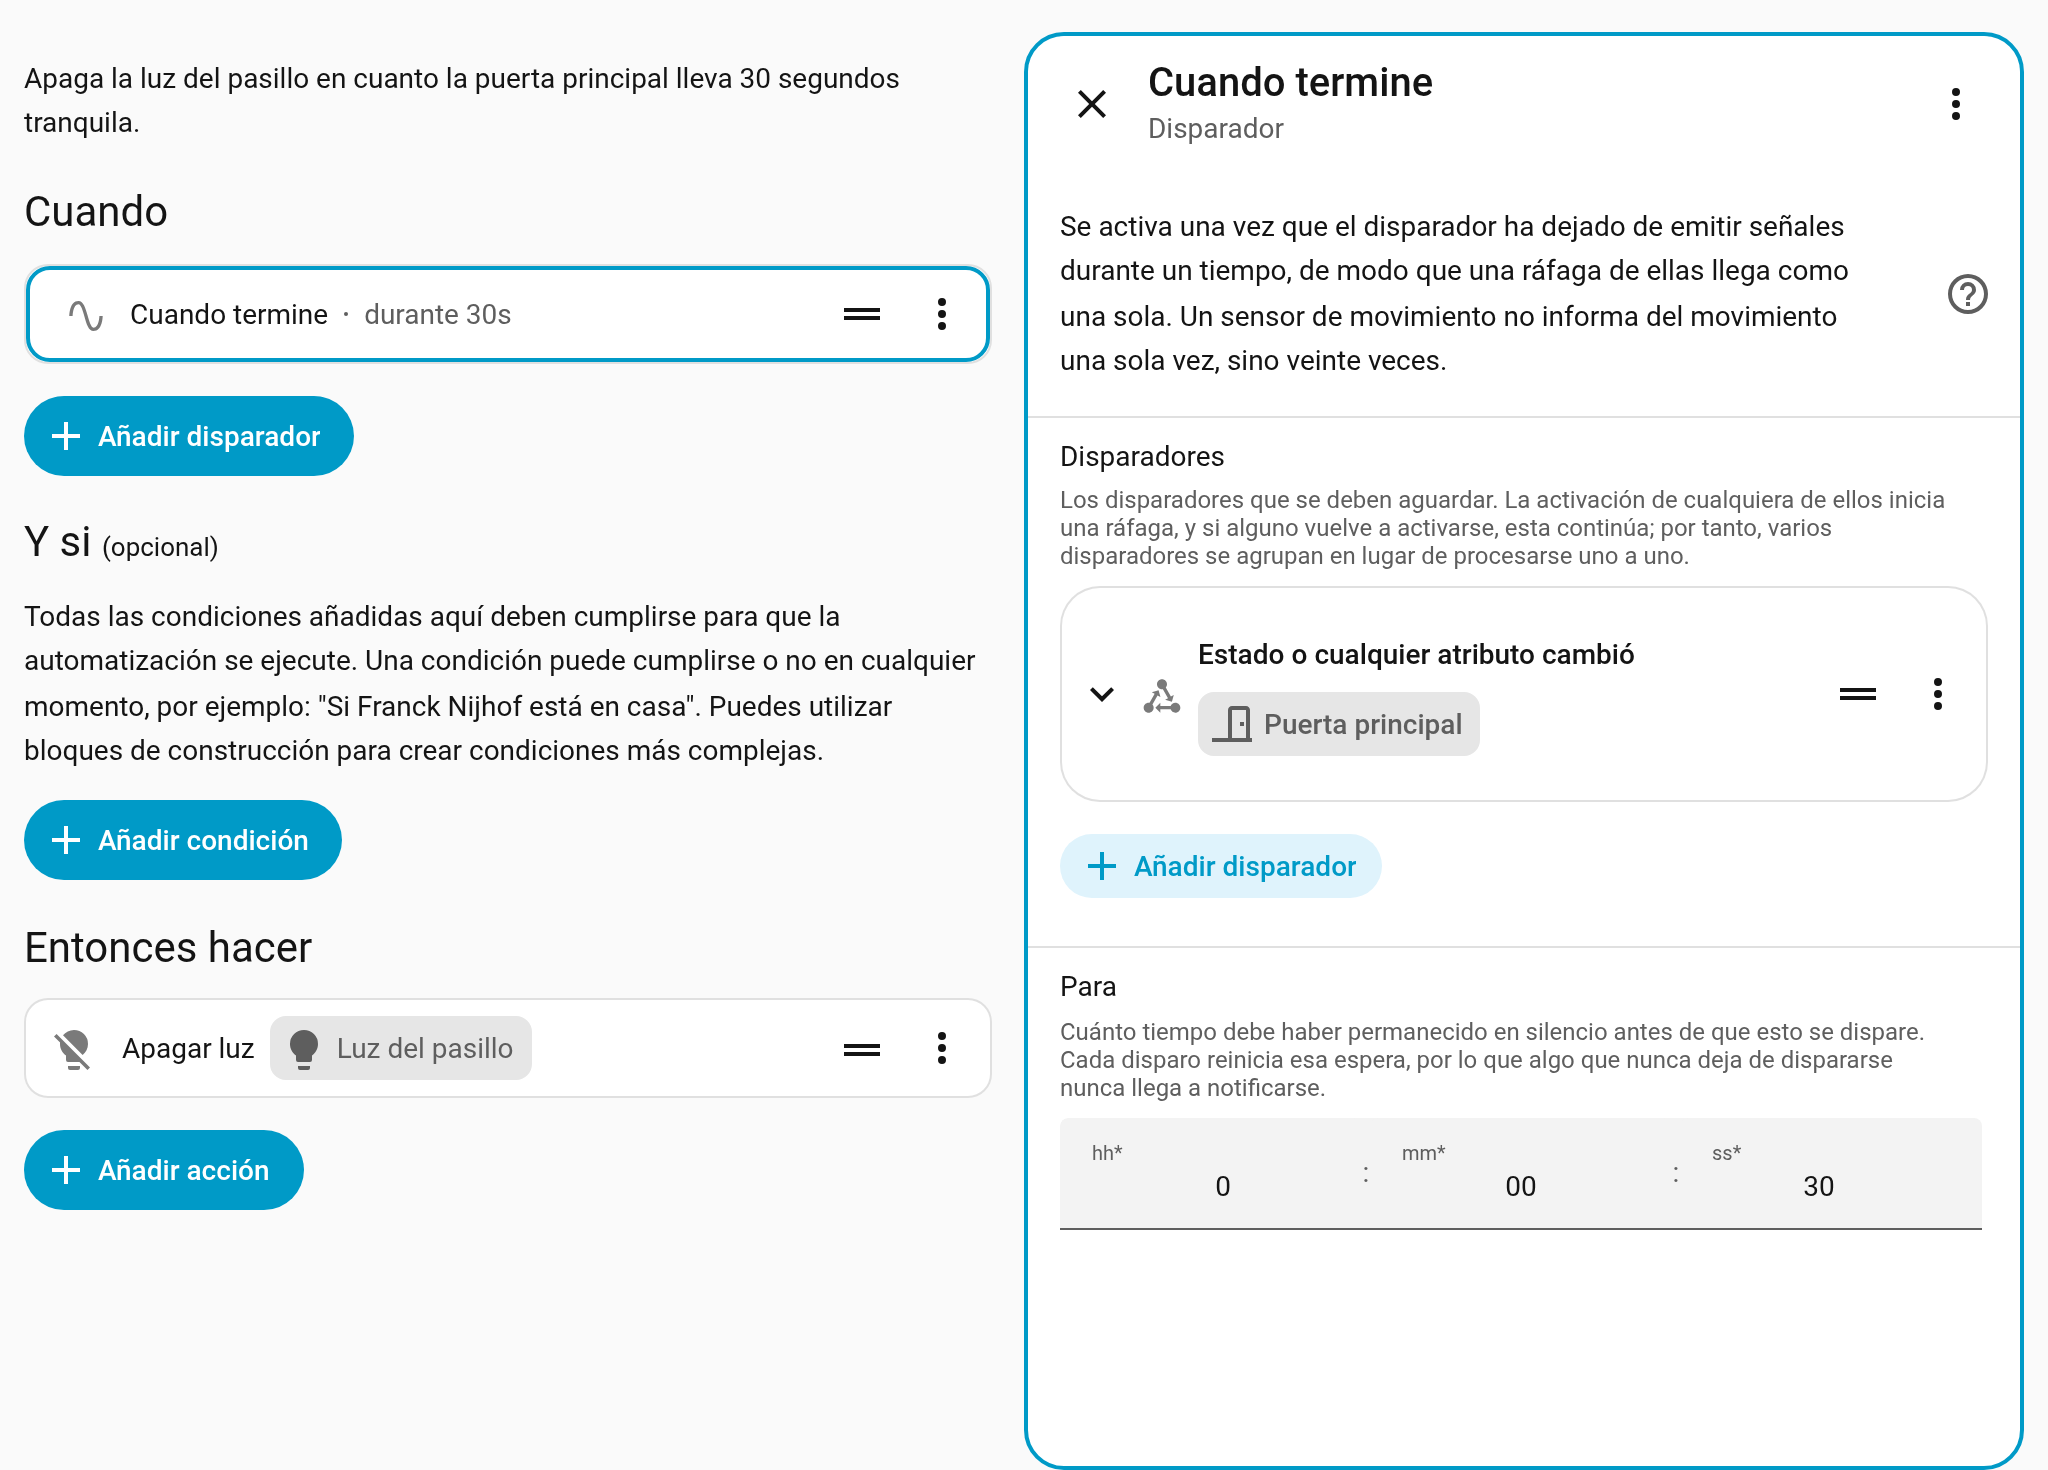 Apaga la luz del pasillo en cuanto la puerta principal lleva 30 segundos
tranquila.
Cuando
Cuando termine · durante 30s
Añadir disparador
Y si (opcional)
Todas las condiciones añadidas aquí deben cumplirse para que la
automatización se ejecute. Una condición puede cumplirse o no en cualquier
momento, por ejemplo: "Si Franck Nijhof está en casa". Puedes utilizar
bloques de construcción para crear condiciones más complejas.
Añadir condición
Entonces hacer
Apagar luz Luz del pasillo
Añadir acción
Cuando termine
Disparador
Se activa una vez que el disparador ha dejado de emitir señales
durante un tiempo, de modo que una ráfaga de ellas llega como
una sola. Un sensor de movimiento no informa del movimiento
una sola vez, sino veinte veces.
Disparadores
Los disparadores que se deben aguardar. La activación de cualquiera de ellos inicia
una ráfaga, y si alguno vuelve a activarse, esta continúa; por tanto, varios
disparadores se agrupan en lugar de procesarse uno a uno.
Estado o cualquier atributo cambió
Puerta principal
Añadir disparador
Para
Cuánto tiempo debe haber permanecido en silencio antes de que esto se dispare.
Cada disparo reinicia esa espera, por lo que algo que nunca deja de dispararse
nunca llega a notificarse.
hh* mm* ss*
0 : 00 : 30